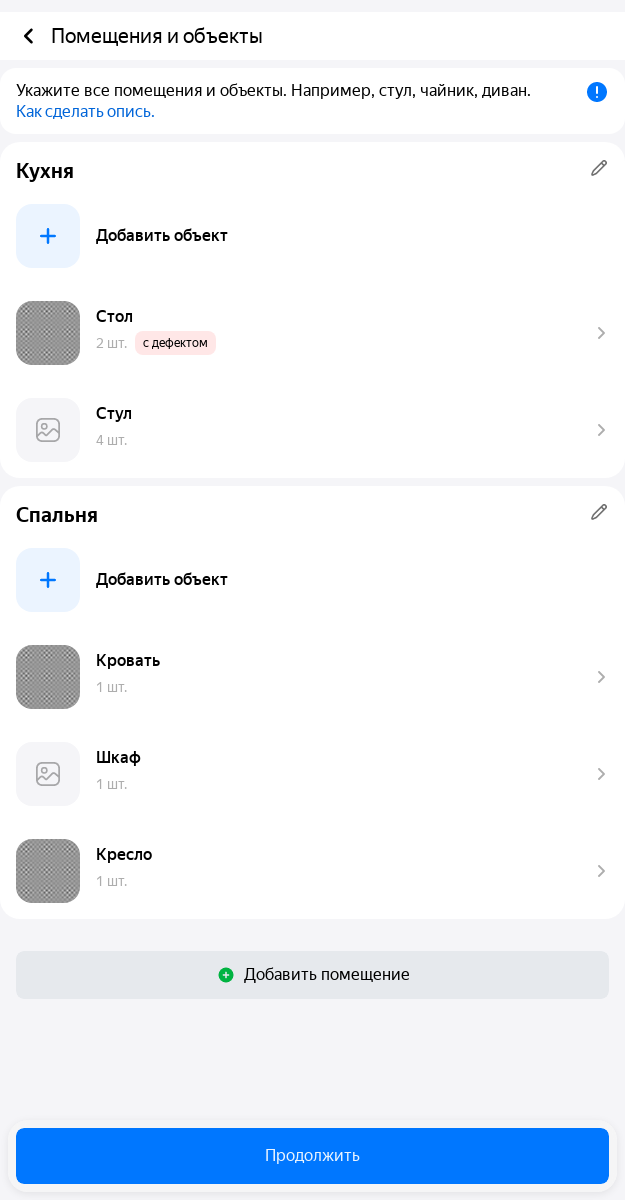 Помещения и объекты
Укажите все помещения и объекты. Например, стул, чайник, диван.
Как сделать опись.
Кухня
Добавить объект
Стол
2 шт. с дефектом
Стул
4 шт.
Спальня
Добавить объект
Кровать
1 шт.
Шкаф
1 шт.
Кресло
1 шт.
Добавить помещение
Продолжить